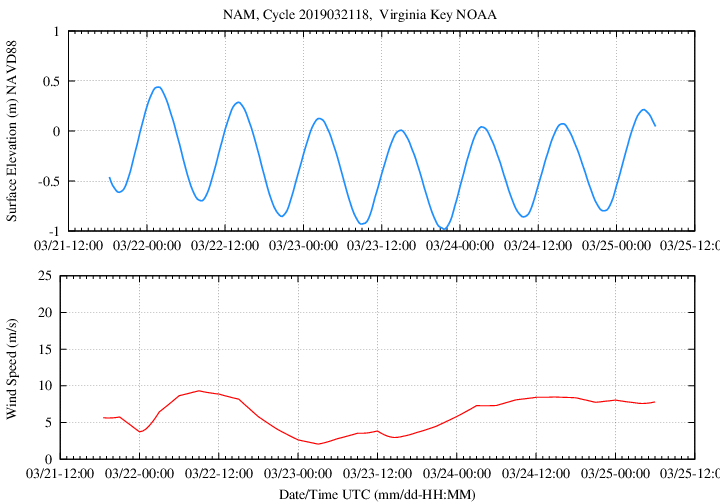 NAM, Cycle 2019032118, Virginia Key NOAA
Surface Elevation (m) NAVD88
1
0.5
0
-0.5
-1
03/21-12:00 03/22-00:00 03/22-12:00 03/23-00:00 03/23-12:00 03/24-00:00 03/24-12:00 03/25-00:00 03/25-12:0
Wind Speed (m/s)
25
20
15
10
5
0
03/21-12:00 03/22-00:00 03/22-12:00 03/23-00:00 03/23-12:00 03/24-00:00 03/24-12:00 03/25-00:00 03/25-12:0
Date/Time UTC (mm/dd-HH:MM)